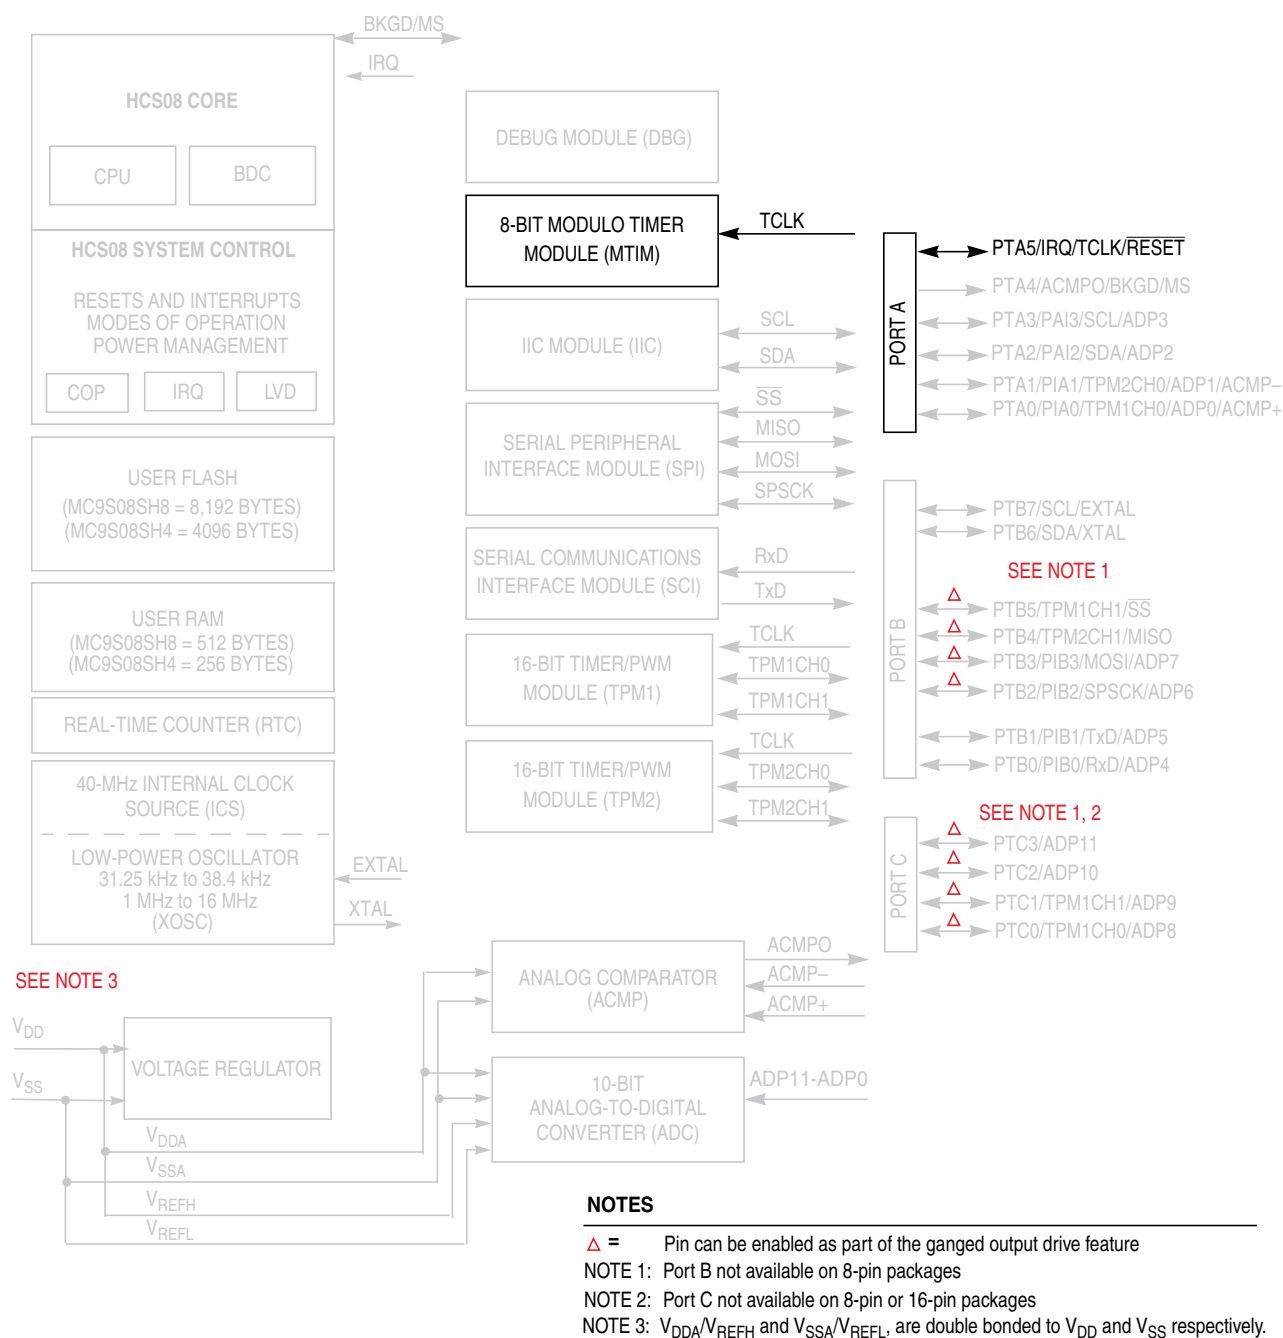 BKGD/MS
IRQ
HCS08 CORE
CPU
BDC
HCS08 SYSTEM CONTROL
RESETS AND INTERRUPTS
MODES OF OPERATION
POWER MANAGEMENT
COP
IRQ
LVD
USER FLASH
(MC9S08SH8 = 8,192 BYTES)
(MC9S08SH4 = 4096 BYTES)
USER RAM
(MC9S08SH8 = 512 BYTES)
(MC9S08SH4 = 256 BYTES)
REAL-TIME COUNTER (RTC)
40-MHz INTERNAL CLOCK
SOURCE (ICS)
LOW-POWER OSCILLATOR
31.25 kHz to 38.4 kHz
1 MHz to 16 MHz
(XOSC)
EXTAL
XTAL
SEE NOTE 3
VDD
VSS
VOLTAGE REGULATOR
VDDA
VSSA
VREFH
VREFL
DEBUG MODULE (DBG)
8-BIT MODULO TIMER
MODULE (MTIM)
TCLK
IIC MODULE (IIC)
SCL
SDA
SERIAL PERIPHERAL
INTERFACE MODULE (SPI)
SS
MISO
MOSI
SPSCK
SERIAL COMMUNICATIONS
INTERFACE MODULE (SCI)
RxD
TxD
16-BIT TIMER/PWM
MODULE (TPM1)
TCLK
TPM1CH0
TPM1CH1
16-BIT TIMER/PWM
MODULE (TPM2)
TCLK
TPM2CH0
TPM2CH1
ANALOG COMPARATOR
(ACMP)
ACMPO
ACMP–
ACMP+
10-BIT
ANALOG-TO-DIGITAL
CONVERTER (ADC)
ADP11-ADP0
PORT A
PTA5/IRQ/TCLK/RESET
PTA4/ACMPO/BKGD/MS
PTA3/PAI3/SCL/ADP3
PTA2/PAI2/SDA/ADP2
PTA1/PIA1/TPM2CH0/ADP1/ACMP–
PTA0/PIA0/TPM1CH0/ADP0/ACMP+
PORT B
PTB7/SCL/EXTAL
PTB6/SDA/XTAL
SEE NOTE 1
PTB5/TPM1CH1/SS
PTB4/TPM2CH1/MISO
PTB3/PIB3/MOSI/ADP7
PTB2/PIB2/SPSCK/ADP6
PTB1/PIB1/TxD/ADP5
PTB0/PIB0/RxD/ADP4
SEE NOTE 1, 2
PORT C
PTC3/ADP11
PTC2/ADP10
PTC1/TPM1CH1/ADP9
PTC0/TPM1CH0/ADP8
NOTES
Δ = Pin can be enabled as part of the ganged output drive feature
NOTE 1: Port B not available on 8-pin packages
NOTE 2: Port C not available on 8-pin or 16-pin packages
NOTE 3: VDDA/VREFH and VSSA/VREFL, are double bonded to VDD and VSS respectively.